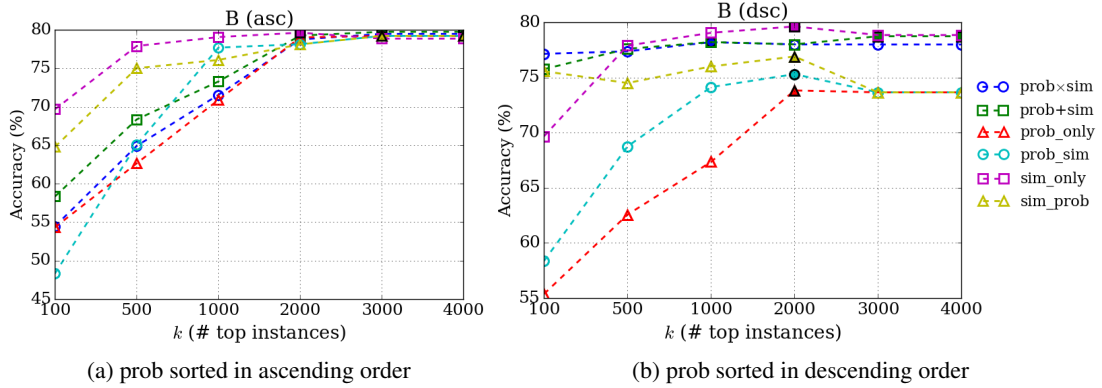 B (asc)
80
75
70
65
60
55
50
45
Accuracy (%)
100 500 1000 2000 3000 4000
k (# top instances)
(a) prob sorted in ascending order
B (dsc)
80
75
70
65
60
55
Accuracy (%)
100 500 1000 2000 3000 4000
k (# top instances)
(b) prob sorted in descending order
prob×sim
prob+sim
prob_only
prob_sim
sim_only
sim_prob